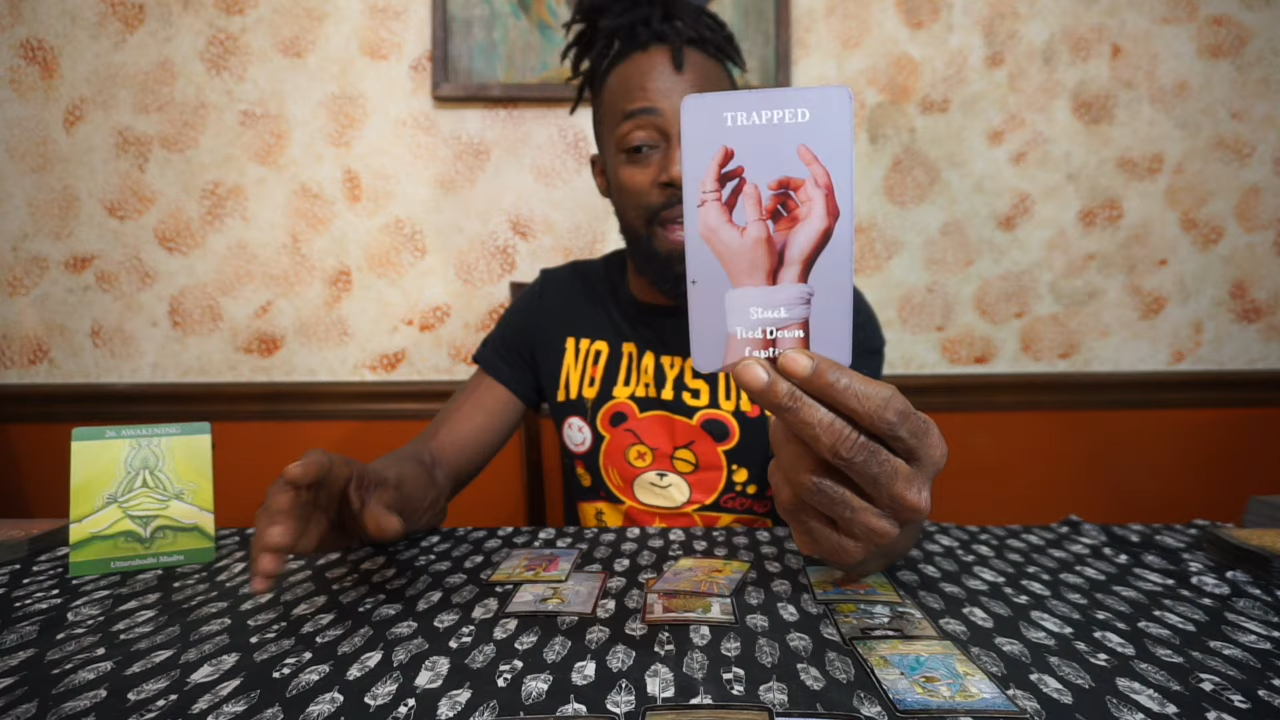 TRAPPED
Stuck
Tied Down
NO DAYS
26. AWAKENING
Uttarabodhi Mudra